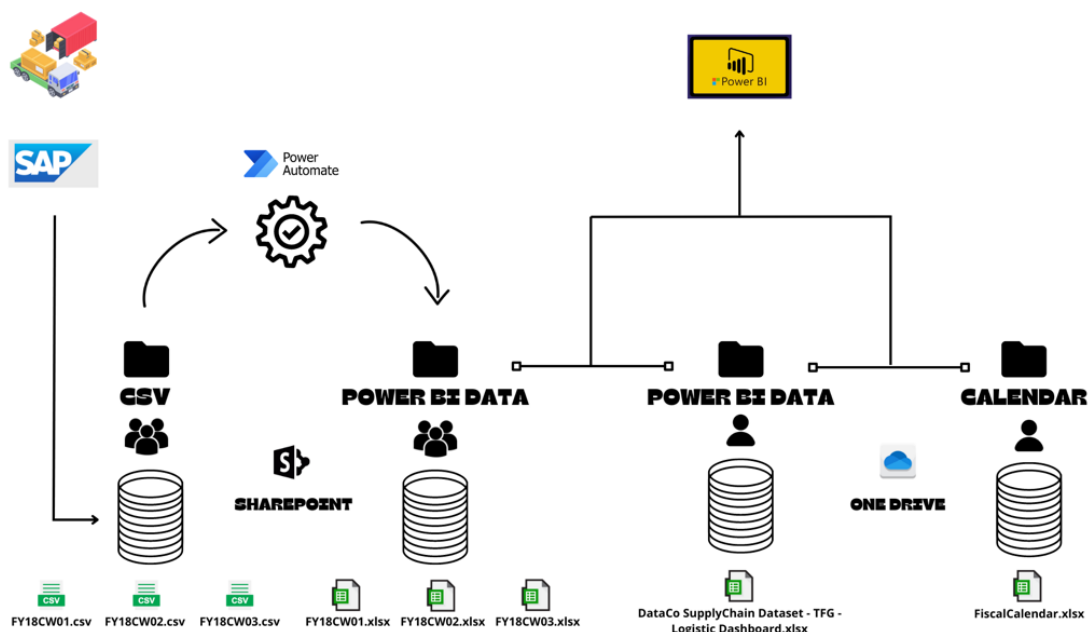 Power BI
SAP
Power
Automate
CSV
POWER BI DATA
POWER BI DATA
CALENDAR
S
SHAREPOINT
ONE DRIVE
CSV
CSV
CSV
FY18CW01.csv
FY18CW02.csv
FY18CW03.csv
FY18CW01.xlsx
FY18CW02.xlsx
FY18CW03.xlsx
DataCo SupplyChain Dataset - TFG -
Logistic Dashboard.xlsx
FiscalCalendar.xlsx